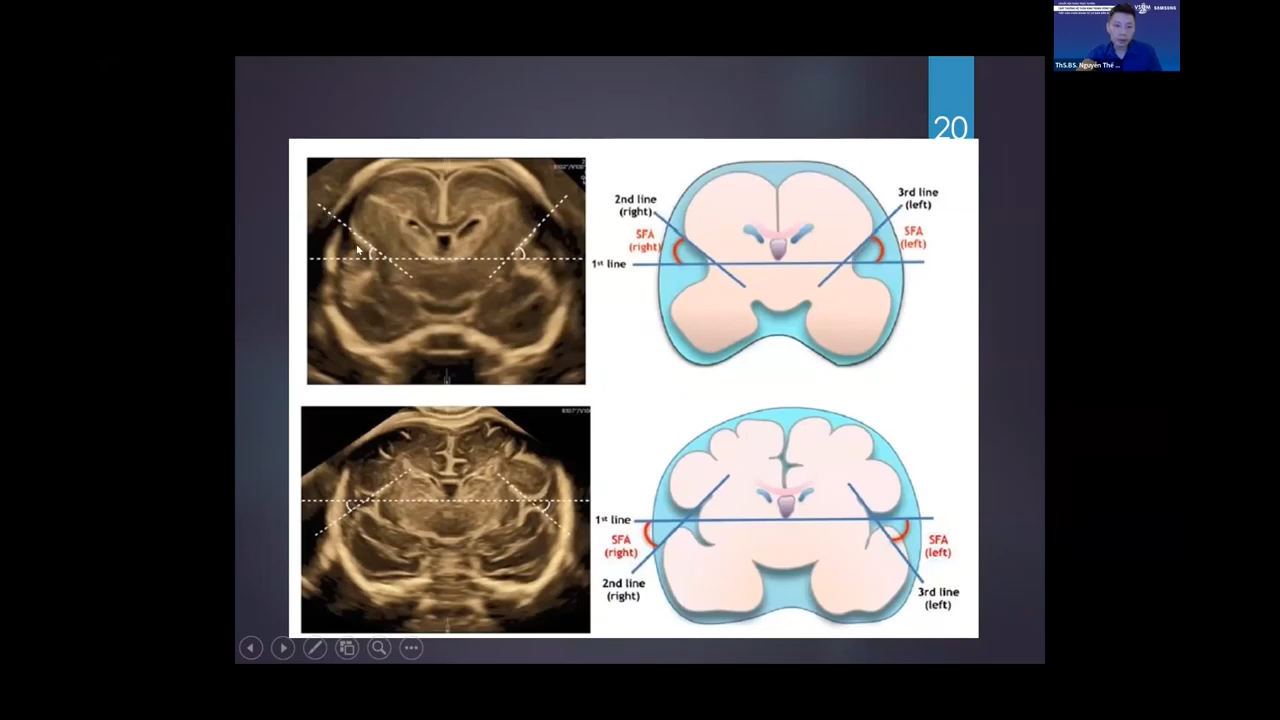 SAMSUNG
ThS.BS. Nguyễn Thế ...
20
2nd line
(right)
3rd line
(left)
SFA
(right)
SFA
(left)
1st line
1st line
SFA
(right)
SFA
(left)
2nd line
(right)
3rd line
(left)